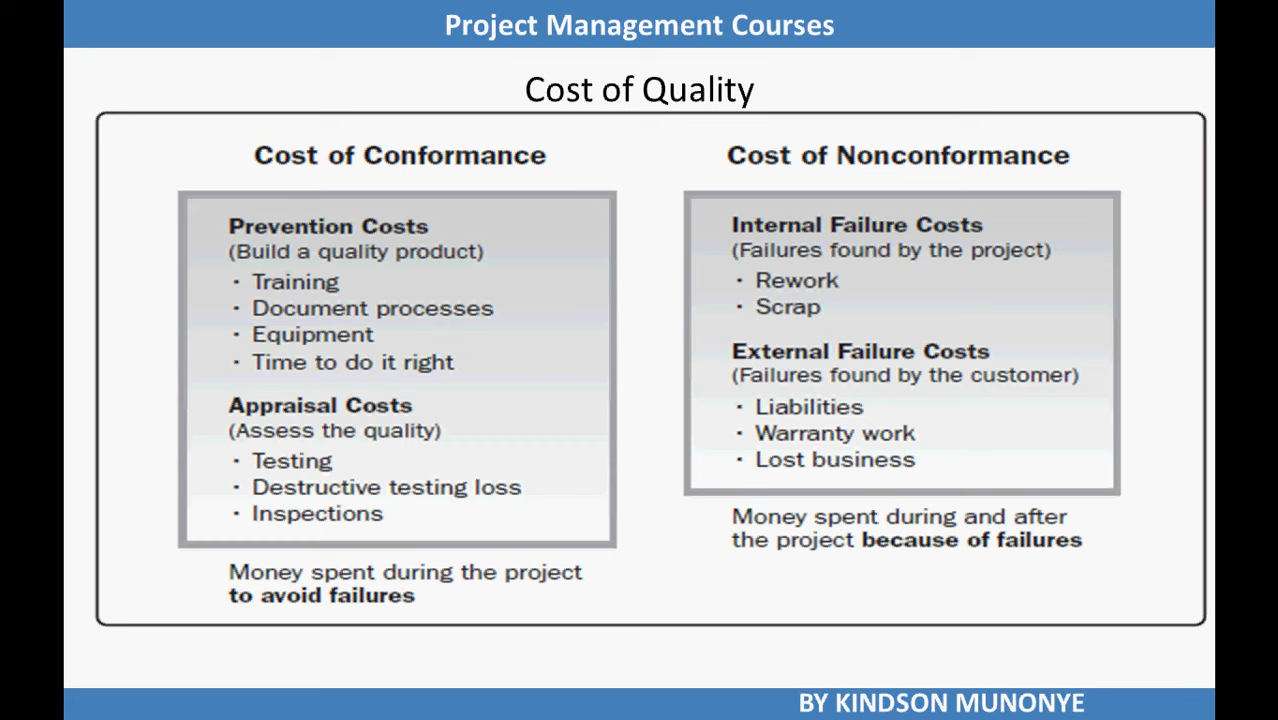 Project Management Courses
Cost of Quality
Cost of Conformance
Prevention Costs
(Build a quality product)
· Training
· Document processes
· Equipment
· Time to do it right
Appraisal Costs
(Assess the quality)
· Testing
· Destructive testing loss
· Inspections
Money spent during the project
to avoid failures
Cost of Nonconformance
Internal Failure Costs
(Failures found by the project)
· Rework
· Scrap
External Failure Costs
(Failures found by the customer)
· Liabilities
· Warranty work
· Lost business
Money spent during and after
the project because of failures
BY KINDSON MUNONYE